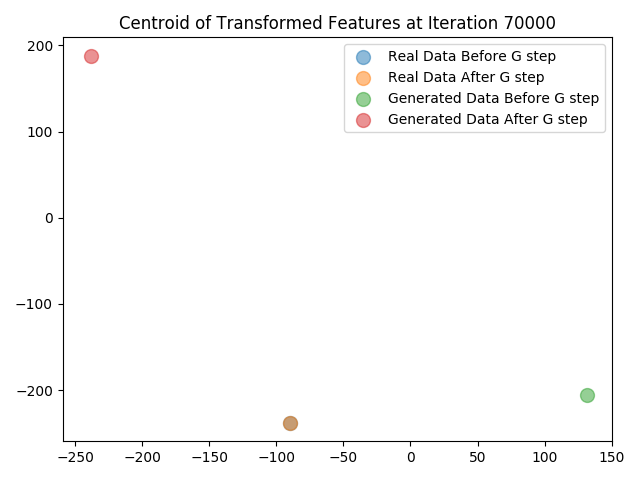 Centroid of Transformed Features at Iteration 70000
Real Data Before G step
Real Data After G step
Generated Data Before G step
Generated Data After G step
200
100
0
−100
−200
−250 −200 −150 −100 −50 0 50 100 150